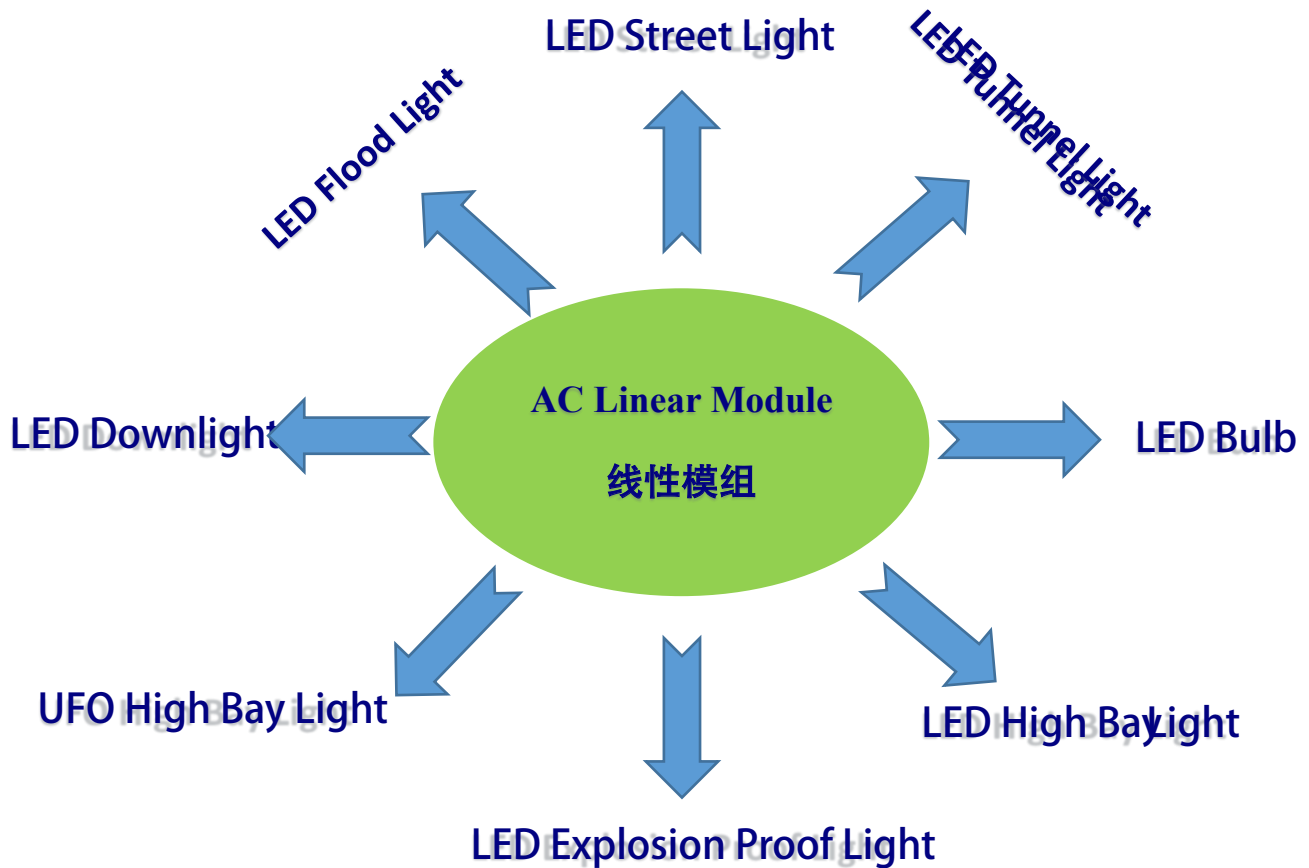 LED Street Light
LED Tunnel Light
LED Flood Light
AC Linear Module
线性模组
LED Downlight
LED Bulb
UFO High Bay Light
LED High Bay Light
LED Explosion Proof Light